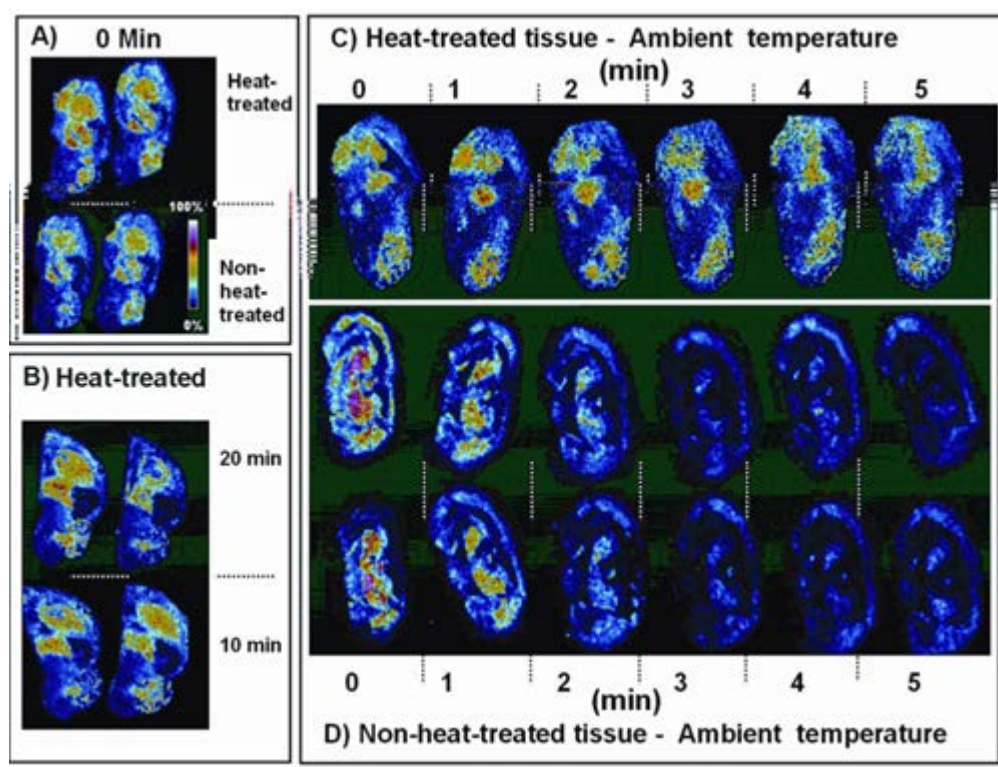 A) 0 Min
Heat-
treated
100%
Non-
heat-
treated
0%
B) Heat-treated
20 min
10 min
C) Heat-treated tissue - Ambient temperature
(min)
0 1 2 3 4 5
0 1 2 3 4 5
(min)
D) Non-heat-treated tissue - Ambient temperature